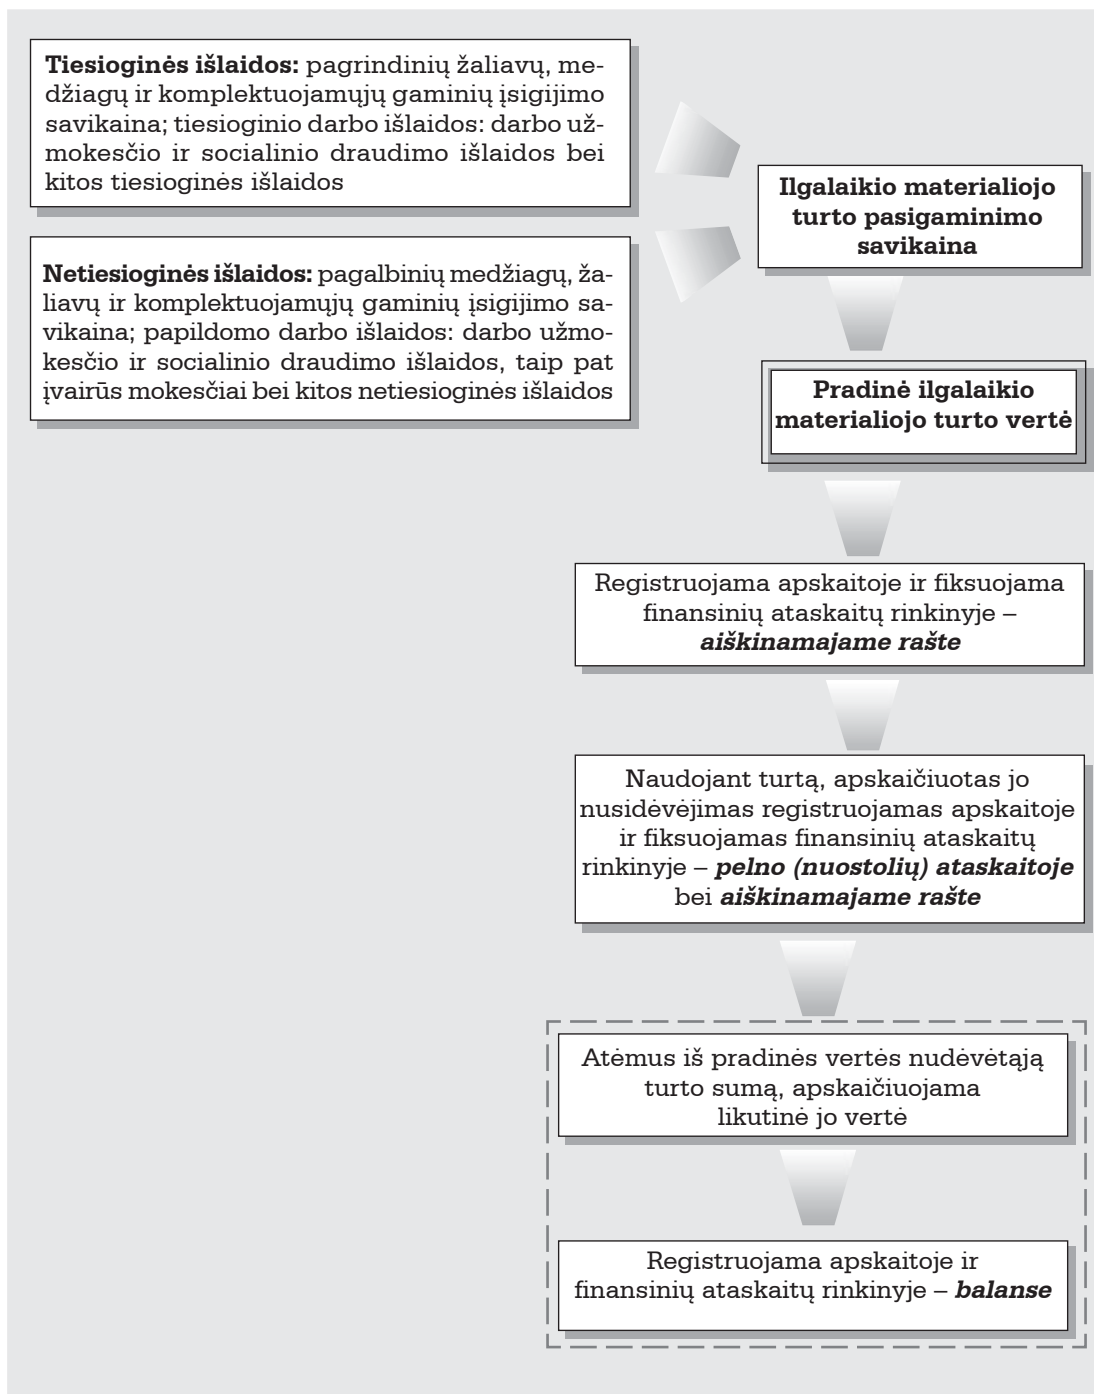 Tiesioginės išlaidos: pagrindinių žaliavų, me-
džiagų ir komplektuojamųjų gaminių įsigijimo
savikaina; tiesioginio darbo išlaidos: darbo už-
mokesčio ir socialinio draudimo išlaidos bei
kitos tiesioginės išlaidos
Netiesioginės išlaidos: pagalbinių medžiagų, ža-
liavų ir komplektuojamųjų gaminių įsigijimo sa-
vikaina; papildomo darbo išlaidos: darbo užmo-
kesčio ir socialinio draudimo išlaidos, taip pat
įvairūs mokesčiai bei kitos netiesioginės išlaidos
Ilgalaikio materialiojo
turto pasigaminimo
savikaina
Pradinė ilgalaikio
materialiojo turto vertė
Registruojama apskaitoje ir fiksuojama
finansinių ataskaitų rinkinyje –
aiškinamajame rašte
Naudojant turtą, apskaičiuotas jo
nusidėvėjimas registruojamas apskaitoje
ir fiksuojamas finansinių ataskaitų
rinkinyje – pelno (nuostolių) ataskaitoje
bei aiškinamajame rašte
Atėmus iš pradinės vertės nudėvėtąją
turto sumą, apskaičiuojama
likutinė jo vertė
Registruojama apskaitoje ir
finansinių ataskaitų rinkinyje – balanse